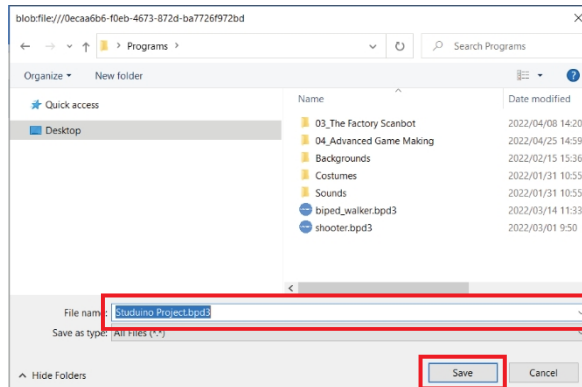 blob:file:///0ecaa6b6-f0eb-4673-872d-ba7726f972bd
Programs
Search Programs
Organize
New folder
Quick access
Desktop
Name
Date modified
03_The Factory Scanbot
2022/04/08 14:20
04_Advanced Game Making
2022/04/25 14:59
Backgrounds
2022/02/15 15:36
Costumes
2022/01/31 10:55
Sounds
2022/01/31 10:55
biped_walker.bpd3
2022/03/14 11:33
shooter.bpd3
2022/03/01 9:50
File name: Studuino Project.bpd3
Save as type: All Files (*.*)
Hide Folders
Save
Cancel